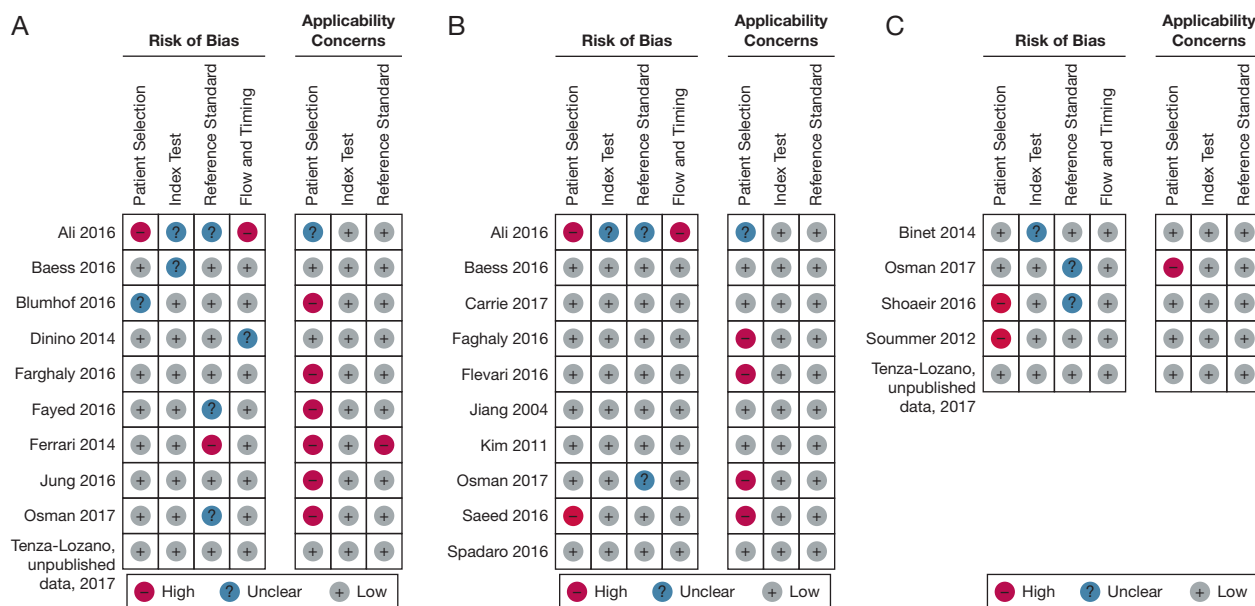 A
Risk of Bias
Applicability
Concerns
Patient Selection
Index Test
Reference Standard
Flow and Timing
Patient Selection
Index Test
Reference Standard
Ali 2016 − ? ? − ? + +
Baess 2016 + ? + + + + +
Blumhof 2016 ? + + + − + +
Dinino 2014 + + + ? + + +
Farghaly 2016 + + + + − + +
Fayed 2016 + + ? + − + +
Ferrari 2014 + + − + − + −
Jung 2016 + + + + − + +
Osman 2017 + + ? + − + +
Tenza-Lozano,
unpublished
data, 2017 + + + + + + +
− High ? Unclear + Low
B
Risk of Bias
Applicability
Concerns
Patient Selection
Index Test
Reference Standard
Flow and Timing
Patient Selection
Index Test
Reference Standard
Ali 2016 − ? ? − ? + +
Baess 2016 + + + + + + +
Carrie 2017 + + + + + + +
Faghaly 2016 + + + + − + +
Flevari 2016 + + + + − + +
Jiang 2004 + + + + + + +
Kim 2011 + + + + + + +
Osman 2017 + + ? + − + +
Saeed 2016 − + + + − + +
Spadaro 2016 + + + + + + +
− High ? Unclear + Low
C
Risk of Bias
Applicability
Concerns
Patient Selection
Index Test
Reference Standard
Flow and Timing
Patient Selection
Index Test
Reference Standard
Binet 2014 + ? + + + + +
Osman 2017 + + ? + − + +
Shoaeir 2016 − + ? + + + +
Soummer 2012 − + + + + + +
Tenza-Lozano,
unpublished
data, 2017 + + + + + + +
− High ? Unclear + Low